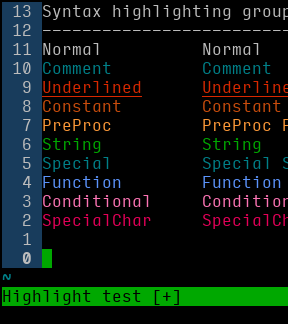 13 Syntax highlighting group
12 ------------------------------
11 Normal Normal
10 Comment Comment
9 Underlined Underline
8 Constant Constant
7 PreProc PreProc P
6 String String
5 Special Special S
4 Function Function
3 Conditional Condition
2 SpecialChar SpecialCh
1
0
~
Highlight test [+]